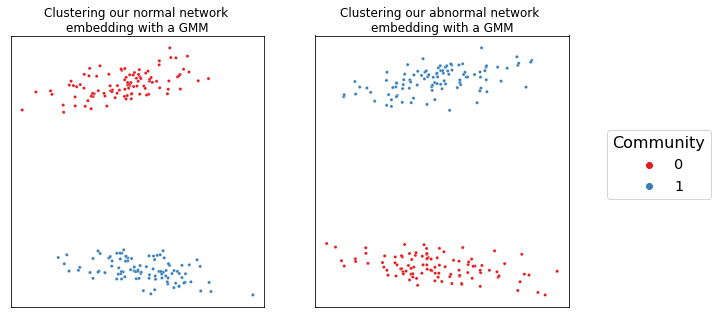 Clustering our normal network
embedding with a GMM
Clustering our abnormal network
embedding with a GMM
Community
0
1